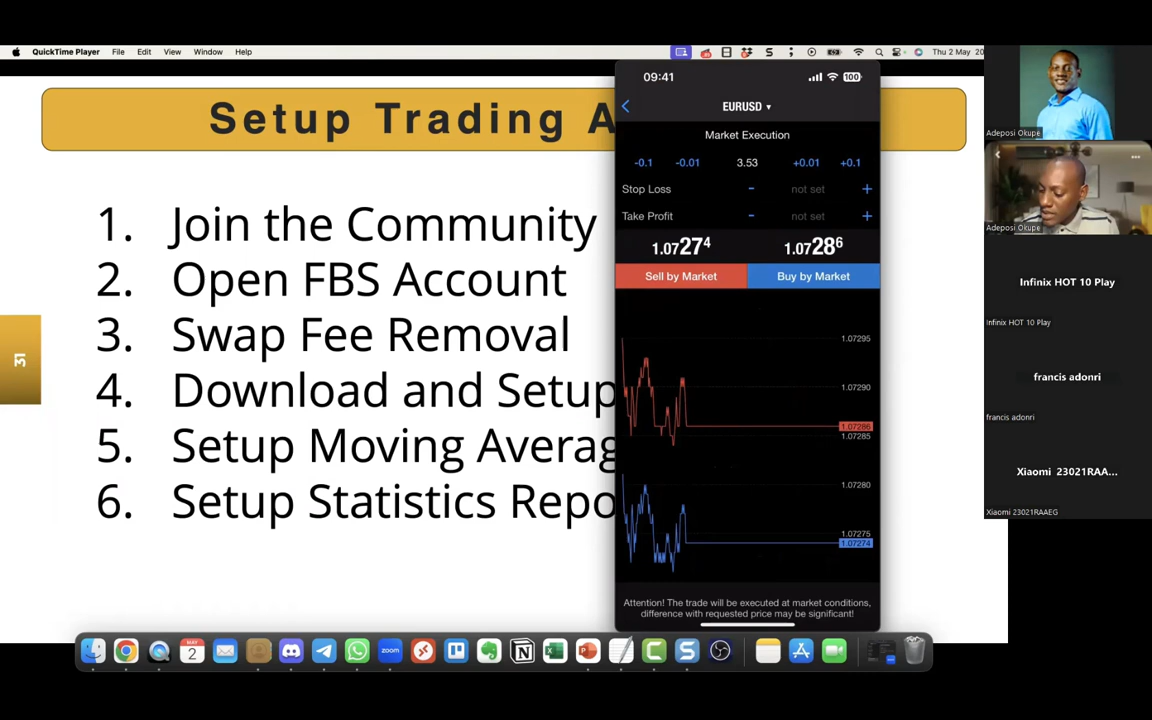 QuickTime Player File Edit View Window Help
Thu 2 May 20
Setup Trading A
1. Join the Community
2. Open FBS Account
3. Swap Fee Removal
4. Download and Setup
5. Setup Moving Averag
6. Setup Statistics Repo
31
09:41
100
EURUSD
Market Execution
-0.1 -0.01 3.53 +0.01 +0.1
Stop Loss - not set +
Take Profit - not set +
1.07274 1.07286
Sell by Market Buy by Market
1.07295
1.07290
1.07286
1.07285
1.07280
1.07275
1.07274
Attention! The trade will be executed at market conditions,
difference with requested price may be significant!
Adeposi Okupe
Adeposi Okupe
Infinix HOT 10 Play
Infinix HOT 10 Play
francis adonri
francis adonri
Xiaomi 23021RAA...
Xiaomi 23021RAAEG
MAY
2
zoom